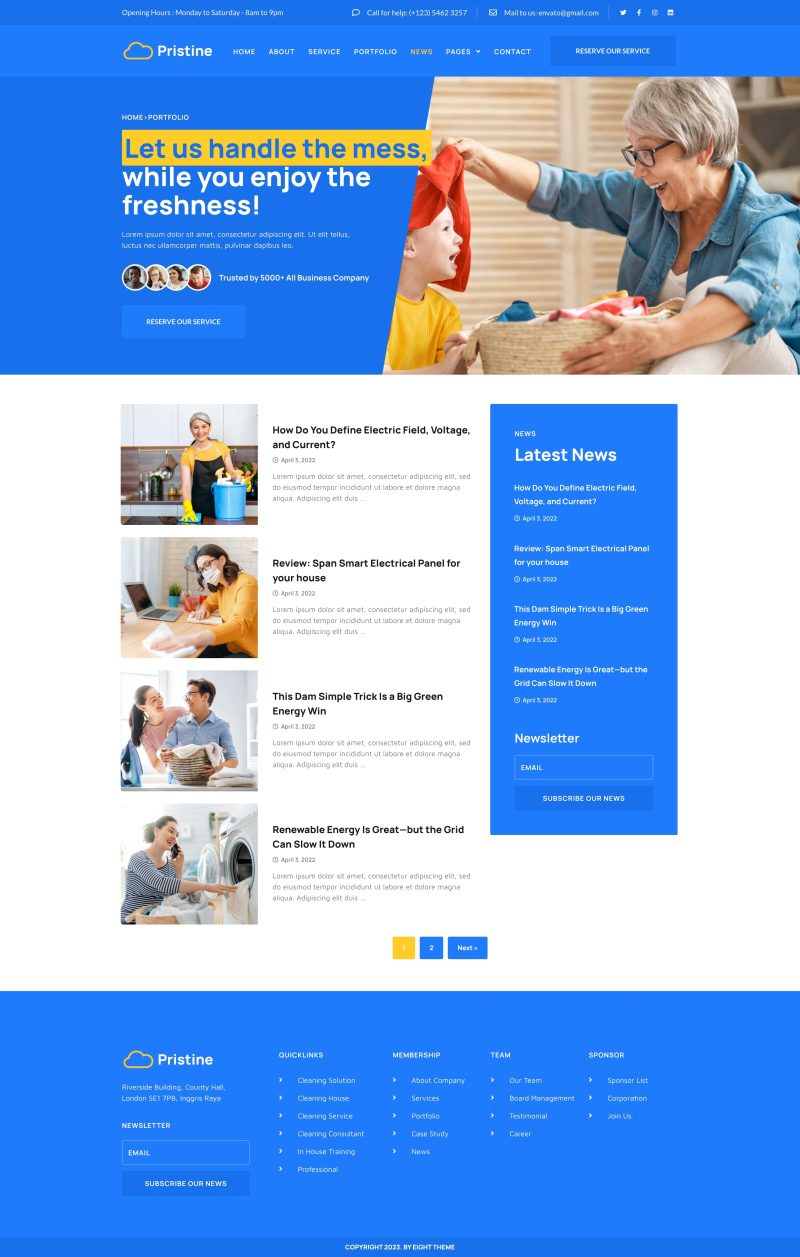 Opening Hours : Monday to Saturday - 8am to 9pm
Call for help: (+123) 5462 3257
Mail to us: envato@gmail.com
Pristine
HOME ABOUT SERVICE PORTFOLIO NEWS PAGES CONTACT
RESERVE OUR SERVICE
HOME>PORTFOLIO
Let us handle the mess,
while you enjoy the
freshness!
Lorem ipsum dolor sit amet, consectetur adipiscing elit. Ut elit tellus,
luctus nec ullamcorper mattis, pulvinar dapibus leo.
Trusted by 5000+ All Business Company
RESERVE OUR SERVICE
How Do You Define Electric Field, Voltage,
and Current?
April 3, 2022
Lorem ipsum dolor sit amet, consectetur adipiscing elit, sed
do eiusmod tempor incididunt ut labore et dolore magna
aliqua. Adipiscing elit duis ...
Review: Span Smart Electrical Panel for
your house
April 3, 2022
Lorem ipsum dolor sit amet, consectetur adipiscing elit, sed
do eiusmod tempor incididunt ut labore et dolore magna
aliqua. Adipiscing elit duis ...
This Dam Simple Trick Is a Big Green
Energy Win
April 3, 2022
Lorem ipsum dolor sit amet, consectetur adipiscing elit, sed
do eiusmod tempor incididunt ut labore et dolore magna
aliqua. Adipiscing elit duis ...
Renewable Energy Is Great—but the Grid
Can Slow It Down
April 3, 2022
Lorem ipsum dolor sit amet, consectetur adipiscing elit, sed
do eiusmod tempor incididunt ut labore et dolore magna
aliqua. Adipiscing elit duis ...
1 2 Next »
NEWS
Latest News
How Do You Define Electric Field,
Voltage, and Current?
April 3, 2022
Review: Span Smart Electrical Panel
for your house
April 3, 2022
This Dam Simple Trick Is a Big Green
Energy Win
April 3, 2022
Renewable Energy Is Great—but the
Grid Can Slow It Down
April 3, 2022
Newsletter
EMAIL
SUBSCRIBE OUR NEWS
Pristine
Riverside Building, County Hall,
London SE1 7PB, Inggris Raya
NEWSLETTER
EMAIL
SUBSCRIBE OUR NEWS
QUICKLINKS
Cleaning Solution
Cleaning House
Cleaning Service
Cleaning Consultant
In House Training
Professional
MEMBERSHIP
About Company
Services
Portfolio
Case Study
News
TEAM
Our Team
Board Management
Testimonial
Career
SPONSOR
Sponsor List
Corporation
Join Us
COPYRIGHT 2023. BY EIGHT THEME